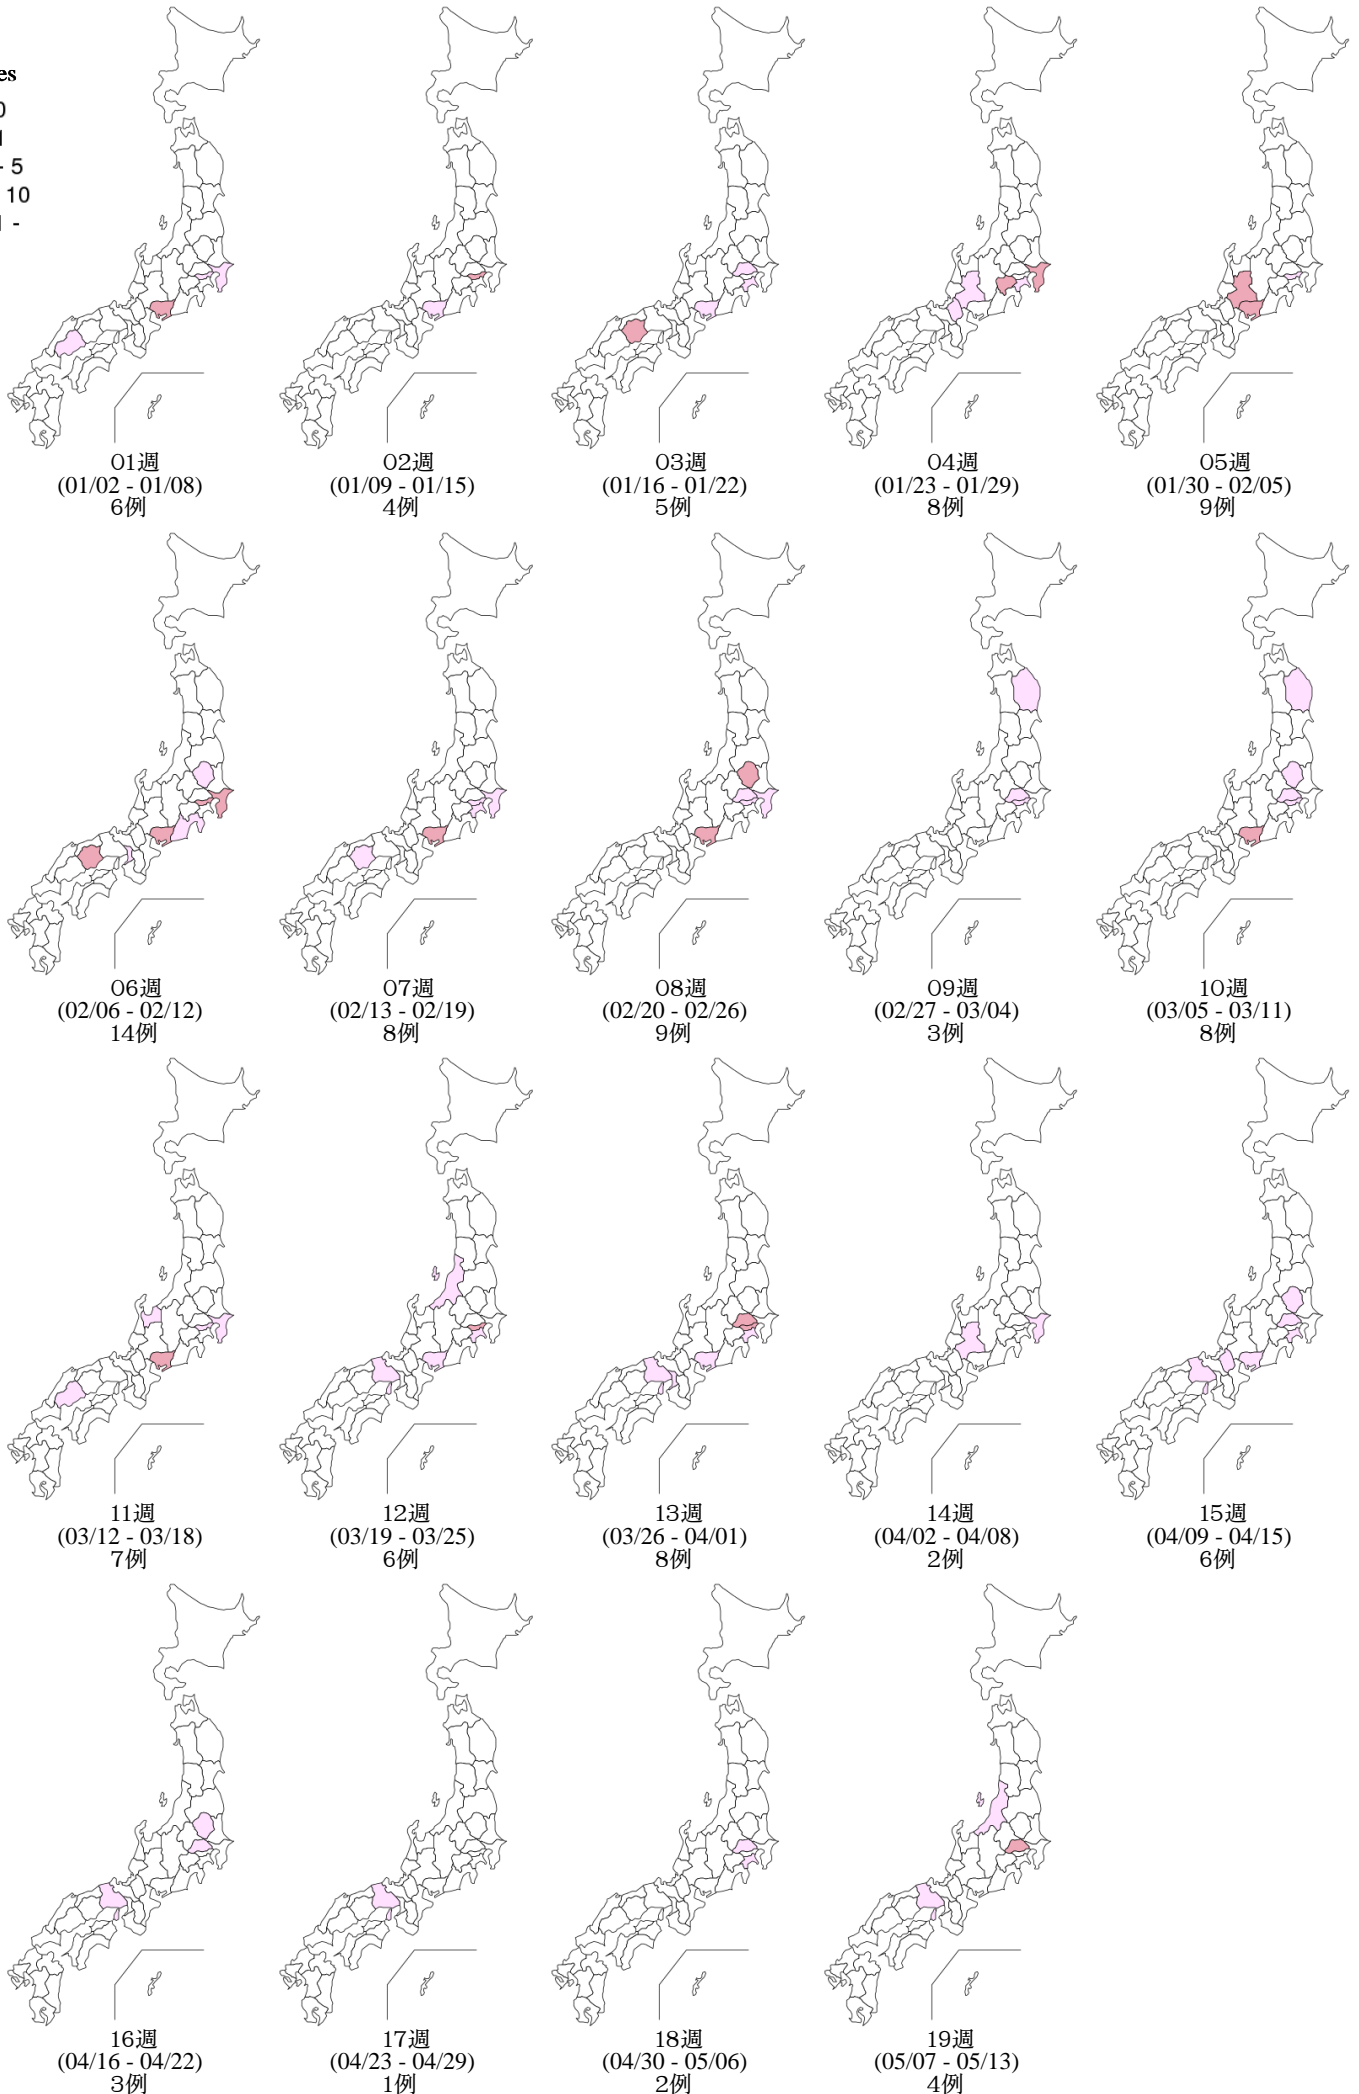 es
0
1
- 5
10
1 -
01週
(01/02 - 01/08)
6例
02週
(01/09 - 01/15)
4例
03週
(01/16 - 01/22)
5例
04週
(01/23 - 01/29)
8例
05週
(01/30 - 02/05)
9例
06週
(02/06 - 02/12)
14例
07週
(02/13 - 02/19)
8例
08週
(02/20 - 02/26)
9例
09週
(02/27 - 03/04)
3例
10週
(03/05 - 03/11)
8例
11週
(03/12 - 03/18)
7例
12週
(03/19 - 03/25)
6例
13週
(03/26 - 04/01)
8例
14週
(04/02 - 04/08)
2例
15週
(04/09 - 04/15)
6例
16週
(04/16 - 04/22)
3例
17週
(04/23 - 04/29)
1例
18週
(04/30 - 05/06)
2例
19週
(05/07 - 05/13)
4例